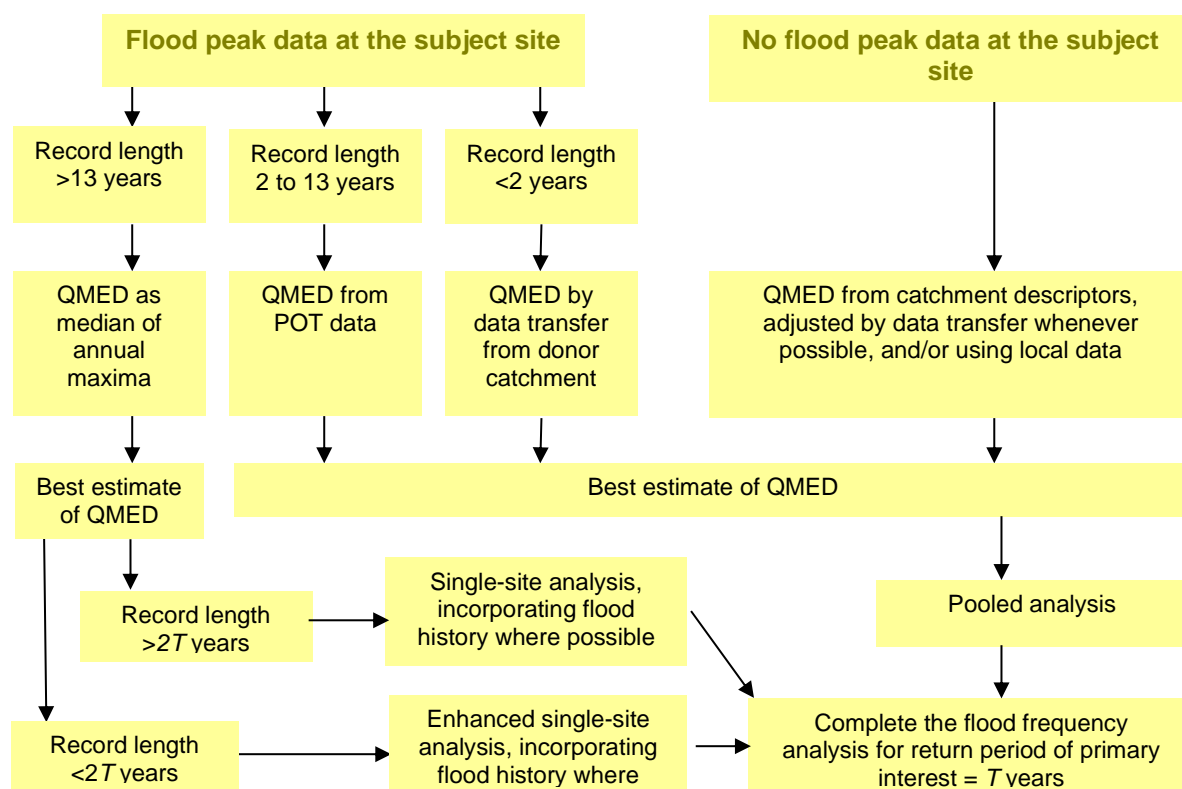 Flood peak data at the subject site
No flood peak data at the subject
site
Record length
>13 years
Record length
2 to 13 years
Record length
<2 years
QMED as
median of
annual
maxima
QMED from
POT data
QMED by
data transfer
from donor
catchment
QMED from catchment descriptors,
adjusted by data transfer whenever
possible, and/or using local data
Best estimate
of QMED
Best estimate of QMED
Record length
>2T years
Single-site analysis,
incorporating flood
history where possible
Pooled analysis
Record length
<2T years
Enhanced single-site
analysis, incorporating
flood history where
Complete the flood frequency
analysis for return period of primary
interest = T years